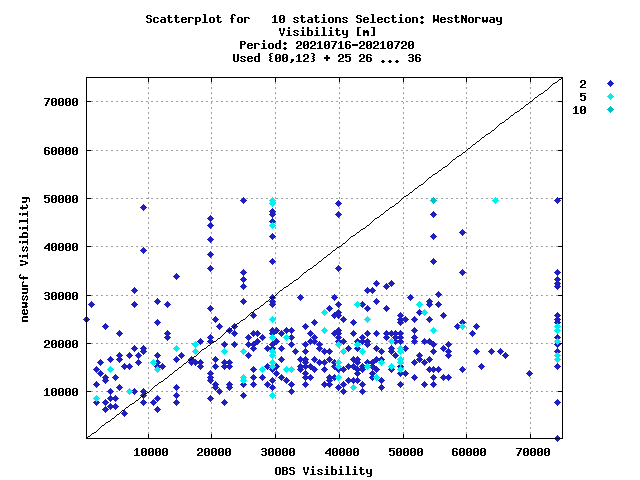 Scatterplot for   10 stations Selection: WestNorway
Visibility [m]
Period: 20210716-20210720
Used {00,12} + 25 26 ... 36
2
5
10
70000
60000
50000
40000
30000
20000
10000
newsurf Visibility
10000 20000 30000 40000 50000 60000 70000
OBS Visibility